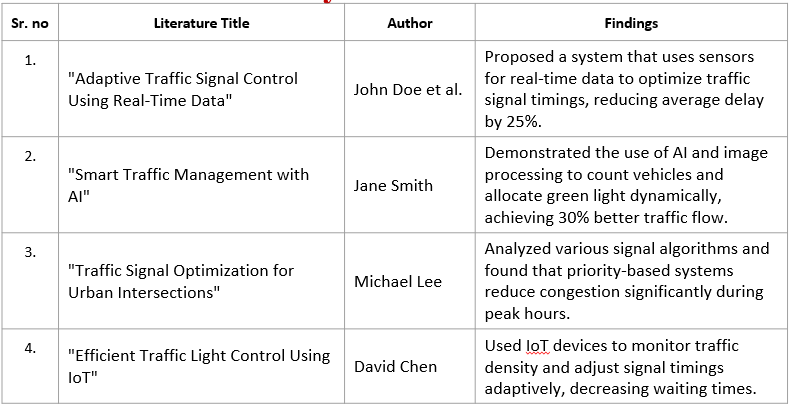 Sr. no Literature Title Author Findings
1.
"Adaptive Traffic Signal Control
Using Real-Time Data"
John Doe et al.
Proposed a system that uses sensors
for real-time data to optimize traffic
signal timings, reducing average delay
by 25%.
2.
"Smart Traffic Management with
AI"
Jane Smith
Demonstrated the use of AI and image
processing to count vehicles and
allocate green light dynamically,
achieving 30% better traffic flow.
3.
"Traffic Signal Optimization for
Urban Intersections"
Michael Lee
Analyzed various signal algorithms and
found that priority-based systems
reduce congestion significantly during
peak hours.
4.
"Efficient Traffic Light Control Using
IoT"
David Chen
Used IoT devices to monitor traffic
density and adjust signal timings
adaptively, decreasing waiting times.